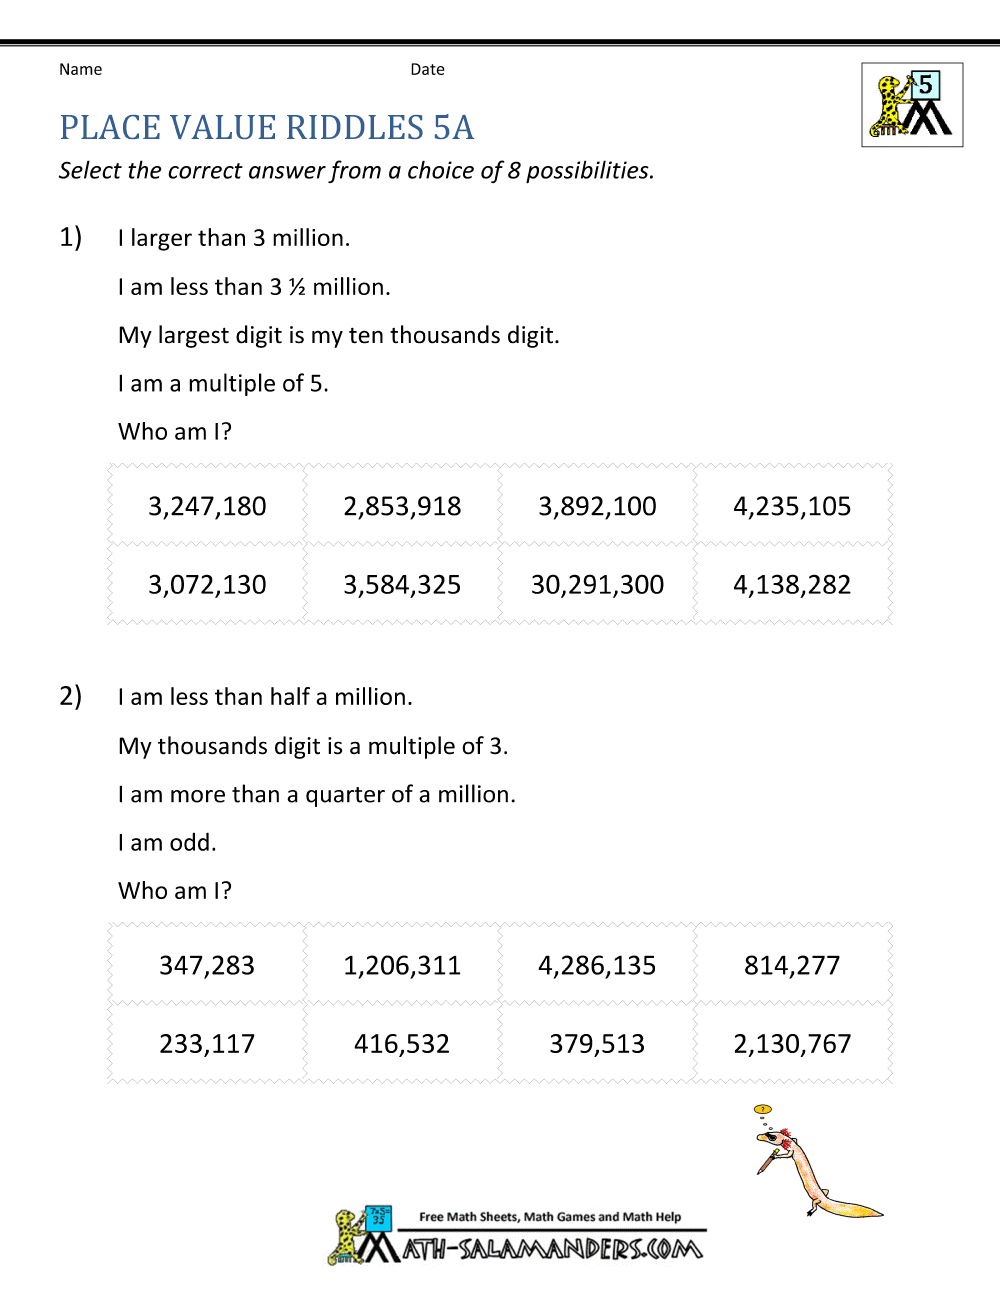 Name Date
5
PLACE VALUE RIDDLES 5A
Select the correct answer from a choice of 8 possibilities.
1) I larger than 3 million.
I am less than 3 ½ million.
My largest digit is my ten thousands digit.
I am a multiple of 5.
Who am I?
3,247,180 2,853,918 3,892,100 4,235,105
3,072,130 3,584,325 30,291,300 4,138,282
2) I am less than half a million.
My thousands digit is a multiple of 3.
I am more than a quarter of a million.
I am odd.
Who am I?
347,283 1,206,311 4,286,135 814,277
233,117 416,532 379,513 2,130,767
?
7×5=
35
Free Math Sheets, Math Games and Math Help
MATH-SALAMANDERS.COM